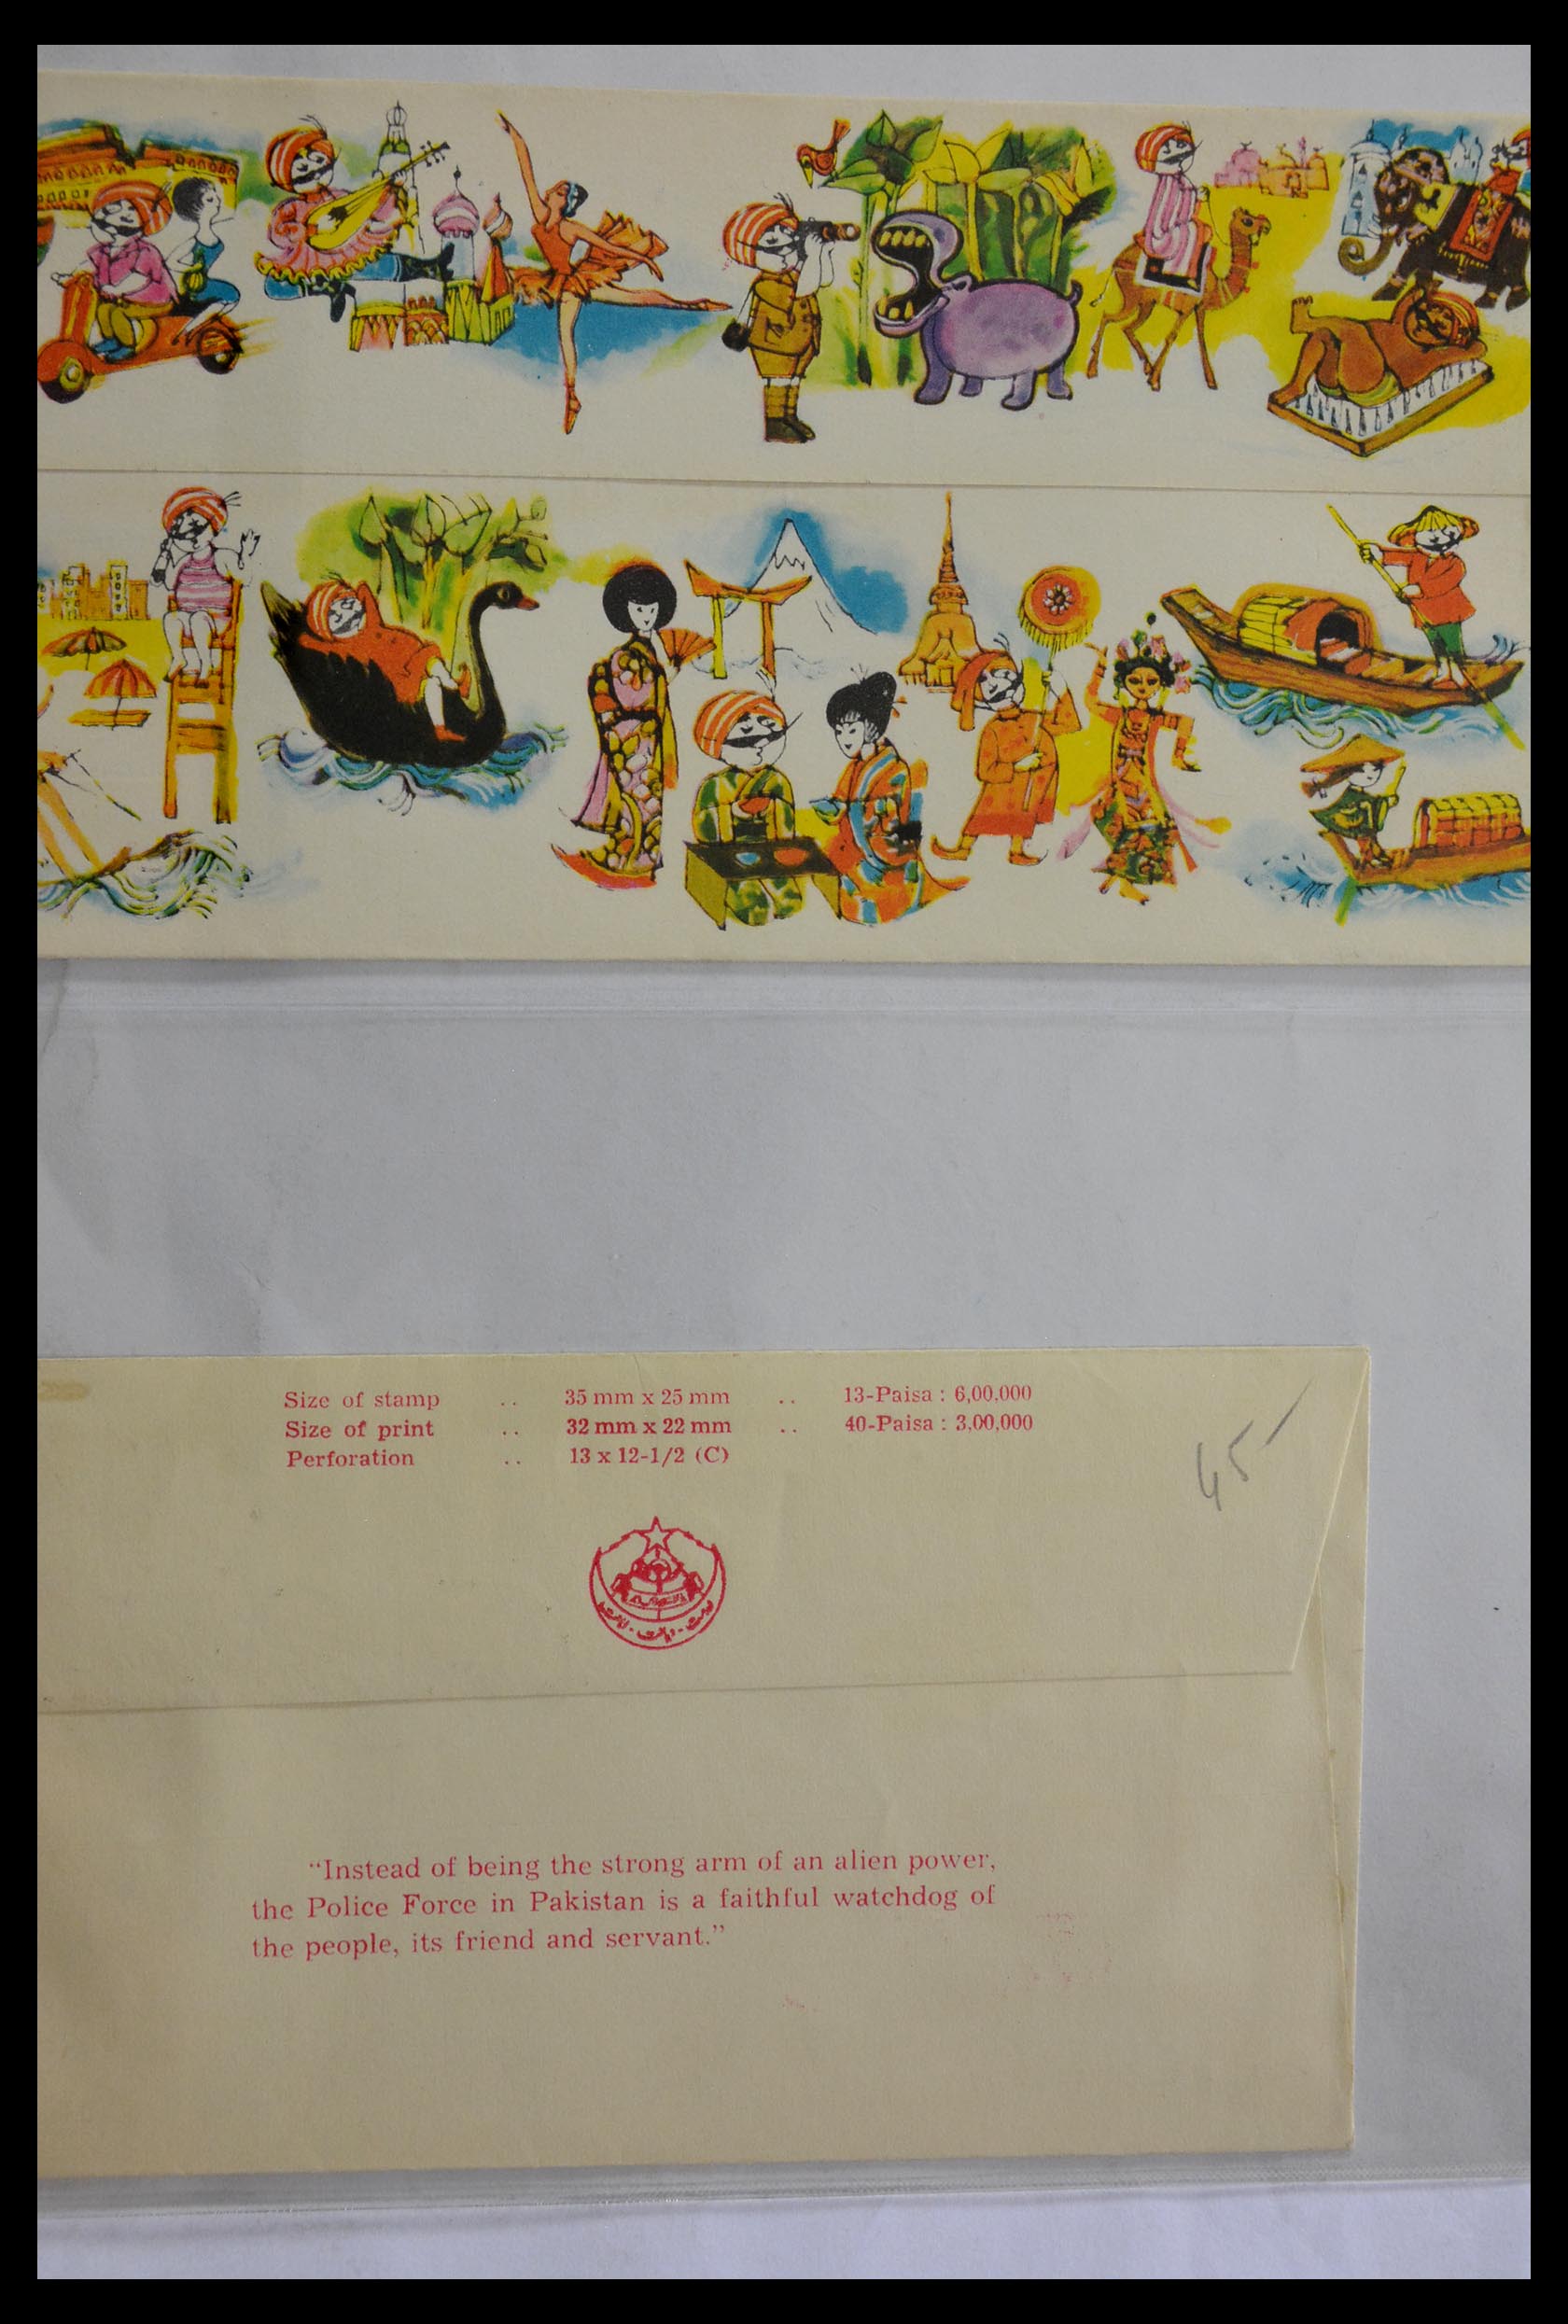 Size of stamp .. 35 mm x 25 mm .. 13-Paisa : 6,00,000
Size of print .. 32 mm x 22 mm .. 40-Paisa : 3,00,000
Perforation .. 13 x 12-1/2 (C)
45-
“Instead of being the strong arm of an alien power,
the Police Force in Pakistan is a faithful watchdog of
the people, its friend and servant.”